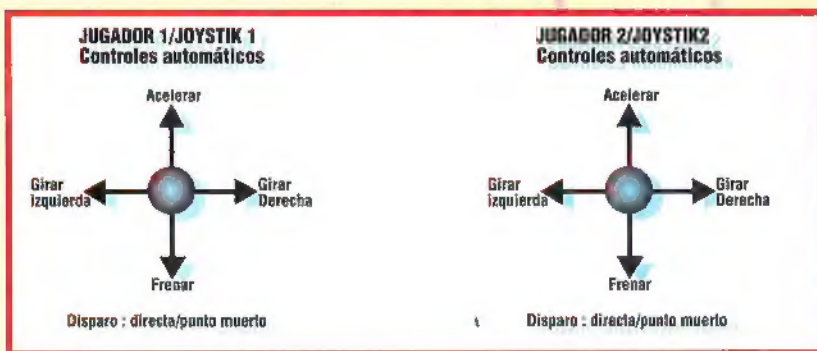 JUGADOR 1/JOYSTIK 1
Controles automáticos
Acelerar
Girar
izquierda
Girar
Derecha
Frenar
Disparo : directa/punto muerto
JUGADOR 2/JOYSTIK2
Controles automáticos
Acelerar
Girar
izquierda
Girar
Derecha
Frenar
Disparo : directa/punto muerto